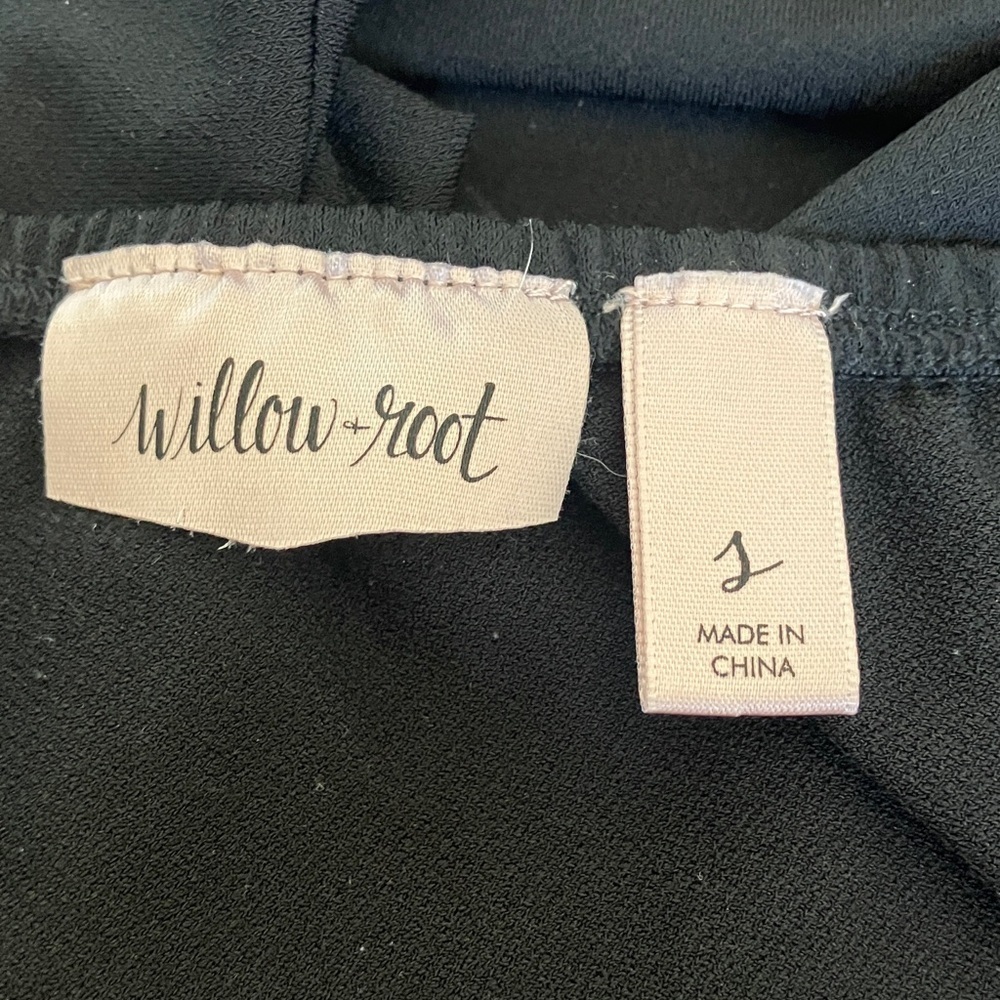 willow + root
s
MADE IN
CHINA